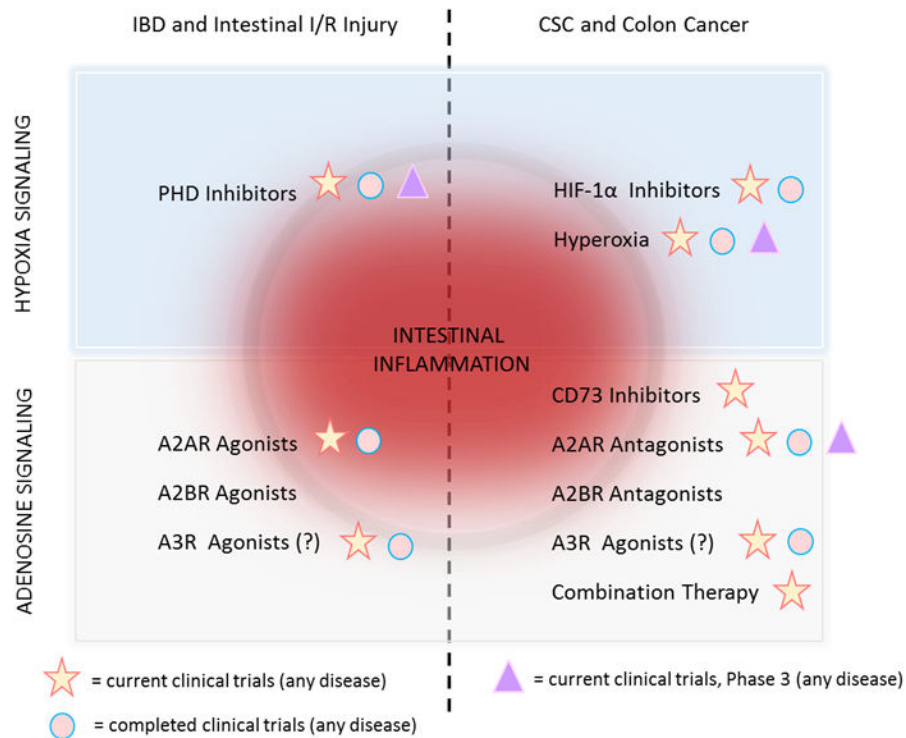 IBD and Intestinal I/R Injury
CSC and Colon Cancer
HYPOXIA SIGNALING
PHD Inhibitors
HIF-1α Inhibitors
Hyperoxia
INTESTINAL
INFLAMMATION
ADENOSINE SIGNALING
CD73 Inhibitors
A2AR Agonists
A2AR Antagonists
A2BR Agonists
A2BR Antagonists
A3R Agonists (?)
A3R Agonists (?)
Combination Therapy
= current clinical trials (any disease)
= current clinical trials, Phase 3 (any disease)
= completed clinical trials (any disease)